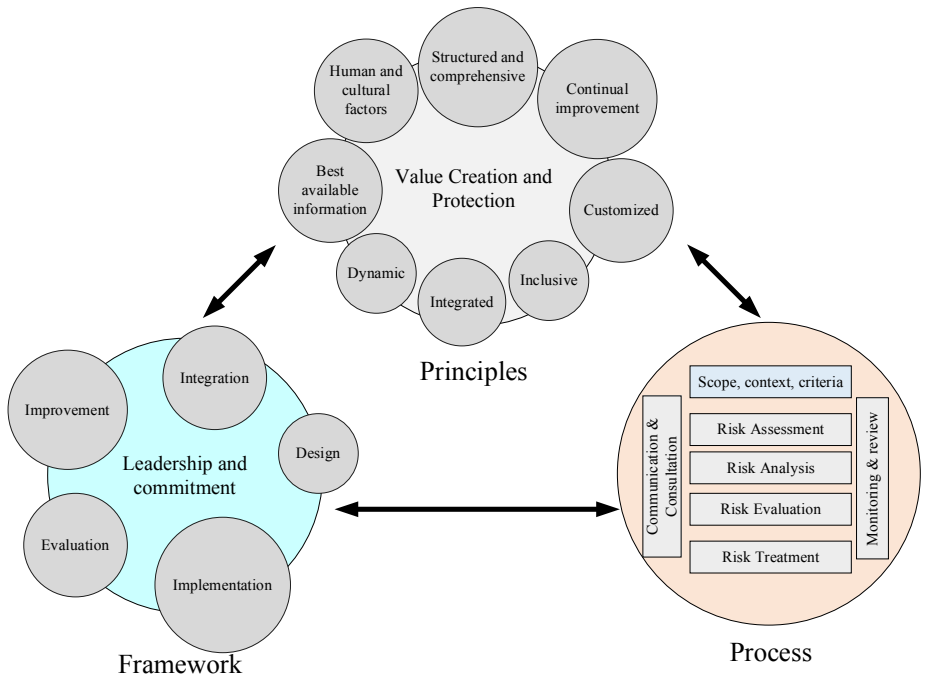 Structured and
comprehensive
Human and
cultural
factors
Continual
improvement
Best
available
information
Value Creation and
Protection
Customized
Dynamic
Integrated
Inclusive
Principles
Improvement
Integration
Design
Leadership and
commitment
Evaluation
Implementation
Framework
Scope, context, criteria
Communication &
Consultation
Risk Assessment
Risk Analysis
Risk Evaluation
Risk Treatment
Monitoring & review
Process